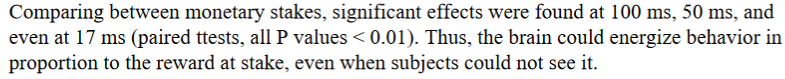 Comparing between monetary stakes, significant effects were found at 100 ms, 50 ms, and
even at 17 ms (paired ttests, all P values < 0.01). Thus, the brain could energize behavior in
proportion to the reward at stake, even when subjects could not see it.